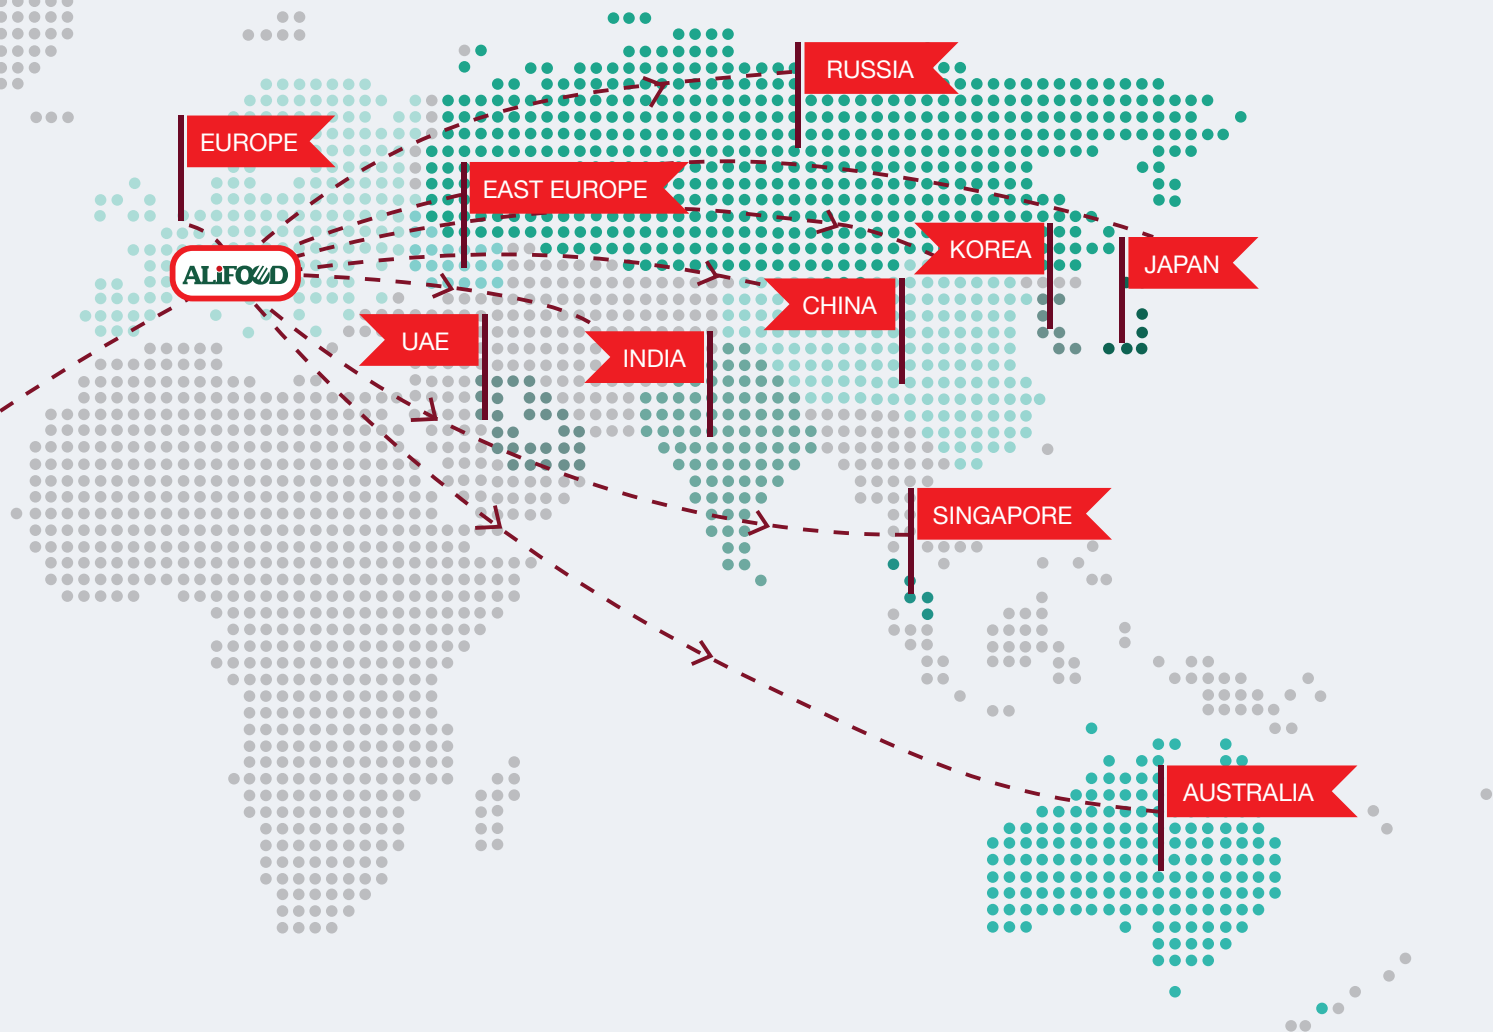 RUSSIA
EUROPE
EAST EUROPE
KOREA
JAPAN
ALiFOOD
CHINA
UAE
INDIA
SINGAPORE
AUSTRALIA